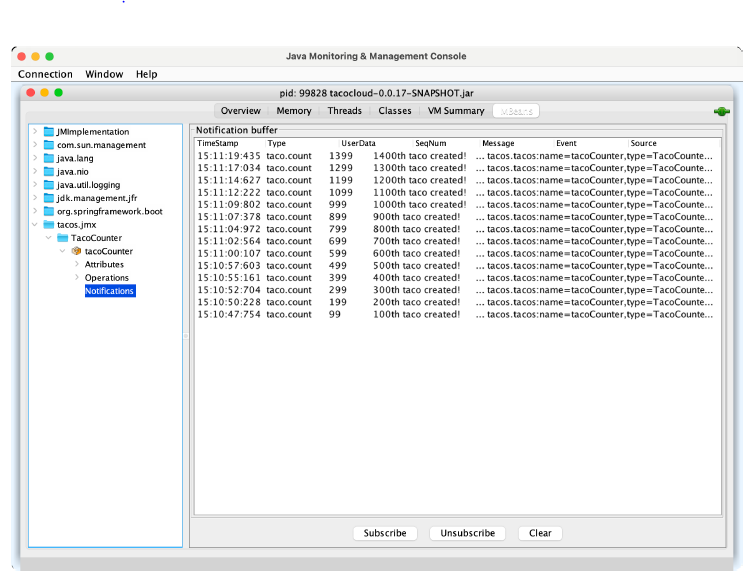 Java Monitoring & Management Console
Connection Window Help
pid: 99828 tacocloud-0.0.17-SNAPSHOT.jar
Overview Memory Threads Classes VM Summary MBeans
JMImplementation
com.sun.management
java.lang
java.nio
java.util.logging
jdk.management.jfr
org.springframework.boot
tacos.jmx
TacoCounter
tacoCounter
Attributes
Operations
Notifications
Notification buffer
TimeStamp Type UserData SeqNum Message Event Source
15:11:19:435 taco.count 1399 1400th taco created! ... tacos.tacos:name=tacoCounter,type=TacoCounte...
15:11:17:034 taco.count 1299 1300th taco created! ... tacos.tacos:name=tacoCounter,type=TacoCounte...
15:11:14:627 taco.count 1199 1200th taco created! ... tacos.tacos:name=tacoCounter,type=TacoCounte...
15:11:12:222 taco.count 1099 1100th taco created! ... tacos.tacos:name=tacoCounter,type=TacoCounte...
15:11:09:802 taco.count 999 1000th taco created! ... tacos.tacos:name=tacoCounter,type=TacoCounte...
15:11:07:378 taco.count 899 900th taco created! ... tacos.tacos:name=tacoCounter,type=TacoCounte...
15:11:04:972 taco.count 799 800th taco created! ... tacos.tacos:name=tacoCounter,type=TacoCounte...
15:11:02:564 taco.count 699 700th taco created! ... tacos.tacos:name=tacoCounter,type=TacoCounte...
15:11:00:107 taco.count 599 600th taco created! ... tacos.tacos:name=tacoCounter,type=TacoCounte...
15:10:57:603 taco.count 499 500th taco created! ... tacos.tacos:name=tacoCounter,type=TacoCounte...
15:10:55:161 taco.count 399 400th taco created! ... tacos.tacos:name=tacoCounter,type=TacoCounte...
15:10:52:704 taco.count 299 300th taco created! ... tacos.tacos:name=tacoCounter,type=TacoCounte...
15:10:50:228 taco.count 199 200th taco created! ... tacos.tacos:name=tacoCounter,type=TacoCounte...
15:10:47:754 taco.count 99 100th taco created! ... tacos.tacos:name=tacoCounter,type=TacoCounte...
Subscribe Unsubscribe Clear